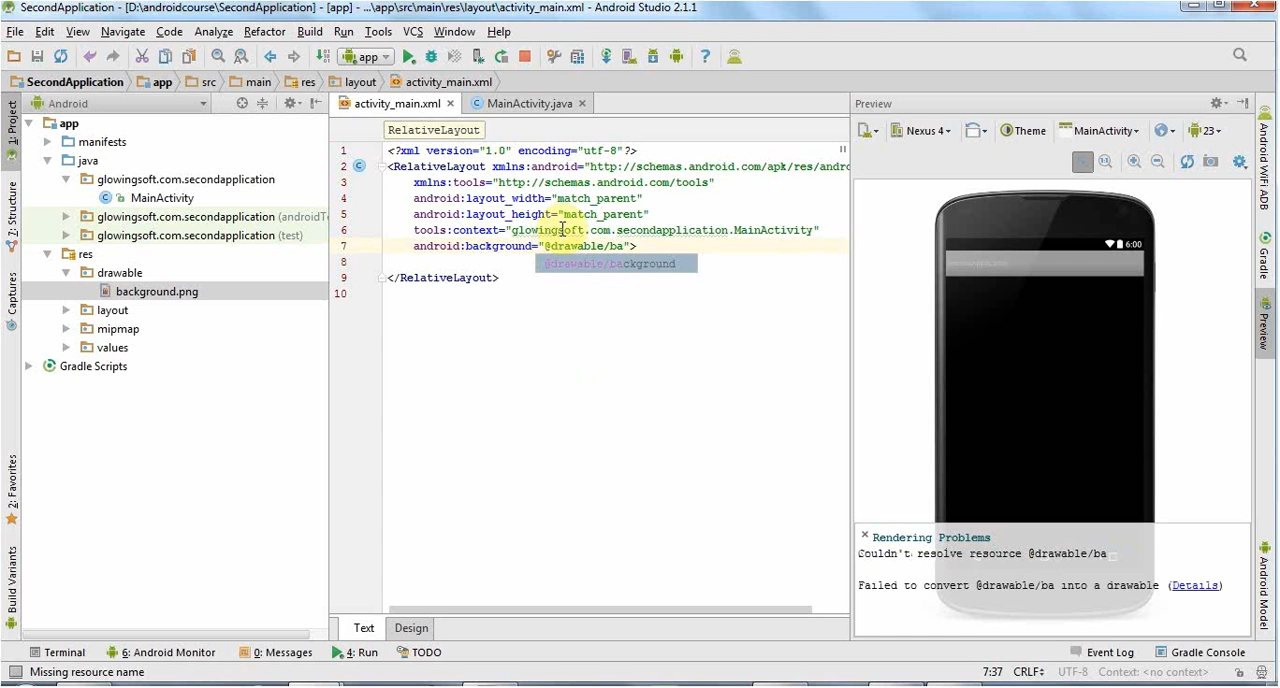 SecondApplication - [D:\androidcourse\SecondApplication] - [app] - ...\app\src\main\res\layout\activity_main.xml - Android Studio 2.1.1
File Edit View Navigate Code Analyze Refactor Build Run Tools VCS Window Help
app
SecondApplication app src main res layout activity_main.xml
Android
activity_main.xml MainActivity.java
Preview
1: Project
7: Structure
Captures
2: Favorites
Build Variants
app
manifests
java
glowingsoft.com.secondapplication
MainActivity
glowingsoft.com.secondapplication (androidT
glowingsoft.com.secondapplication (test)
res
drawable
background.png
layout
mipmap
values
Gradle Scripts
RelativeLayout
1 <?xml version="1.0" encoding="utf-8"?>
2 <RelativeLayout xmlns:android="http://schemas.android.com/apk/res/andro
3 xmlns:tools="http://schemas.android.com/tools"
4 android:layout_width="match_parent"
5 android:layout_height="match_parent"
6 tools:context="glowingsoft.com.secondapplication.MainActivity"
7 android:background="@drawable/ba">
8 @drawable/background
9 </RelativeLayout>
10
Text Design
Nexus 4 Theme MainActivity 23
6:00
Rendering Problems
Couldn't resolve resource @drawable/ba
Failed to convert @drawable/ba into a drawable (Details)
Android WiFi ADB
Gradle
Preview
Android Model
Terminal 6: Android Monitor 0: Messages 4: Run TODO Event Log Gradle Console
Missing resource name 7:37 CRLF UTF-8 Context: <no context>